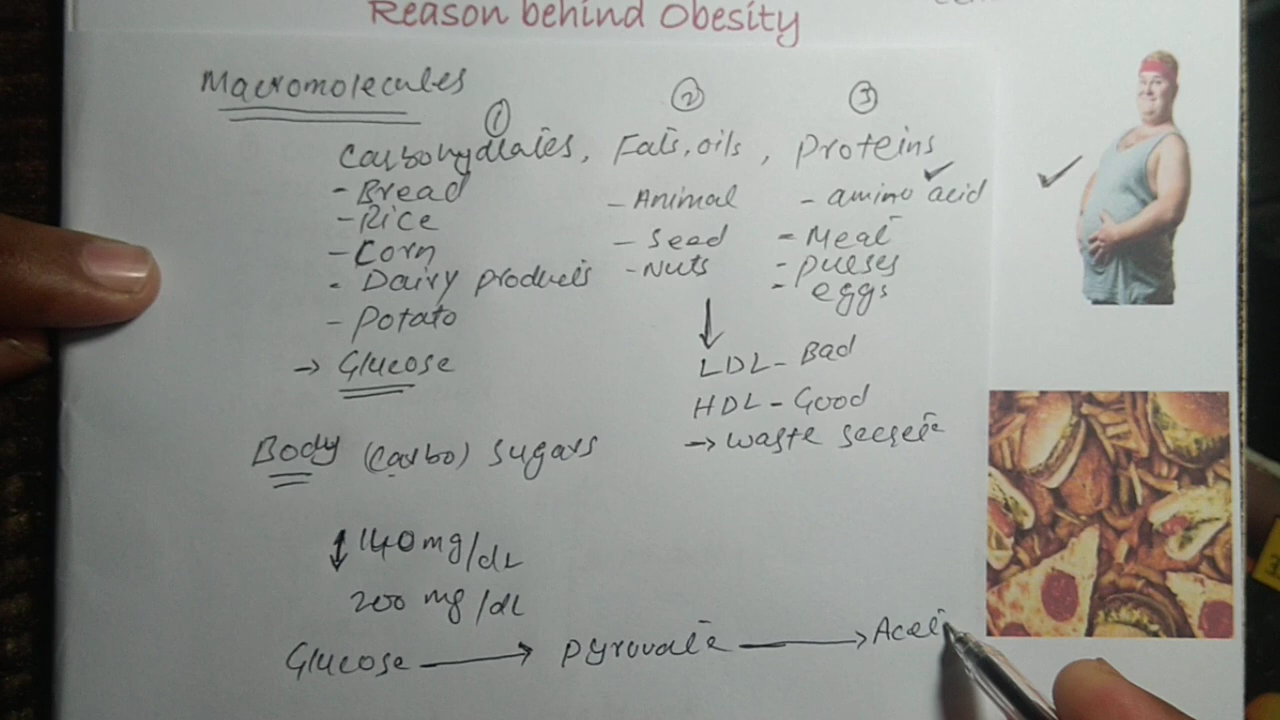 Reason behind Obesity
Macromolecules
① ② ③
Carbohydrates, Fats, oils, Proteins
- Bread - Animal - amino acid
- Rice - Seed - Meat
- Corn - Nuts - pulses
- Dairy products - eggs
- Potato
→ Glucose LDL - Bad
HDL - Good
Body (carbo) sugars → waste secrete
↕ 140 mg/dL
200 mg/dL
Glucose → pyruvate → Acet